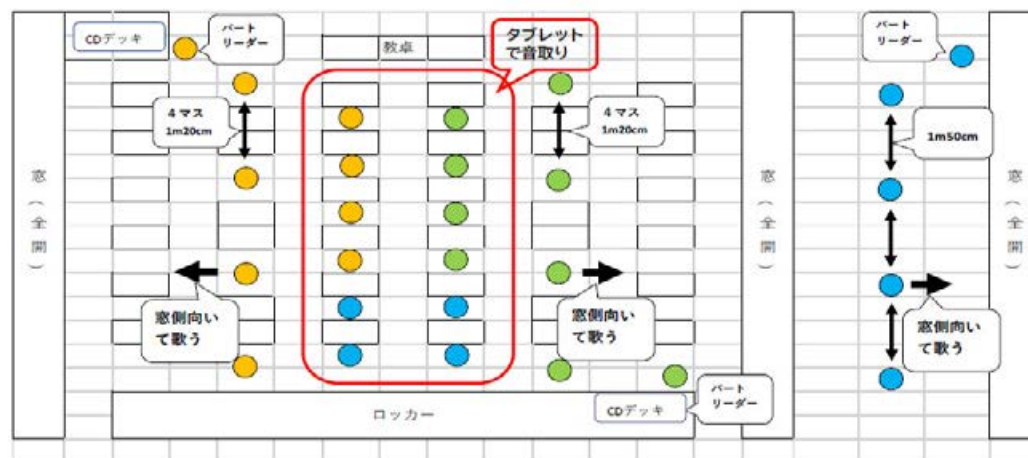 CDデッキ
パート
リーダー
教卓
タブレット
で音取り
パート
リーダー
4マス
1m20cm
4マス
1m20cm
1m50cm
窓（全開）
窓（全開）
窓（全開）
窓側向い
て歌う
窓側向い
て歌う
窓側向い
て歌う
ロッカー
CDデッキ
パート
リーダー